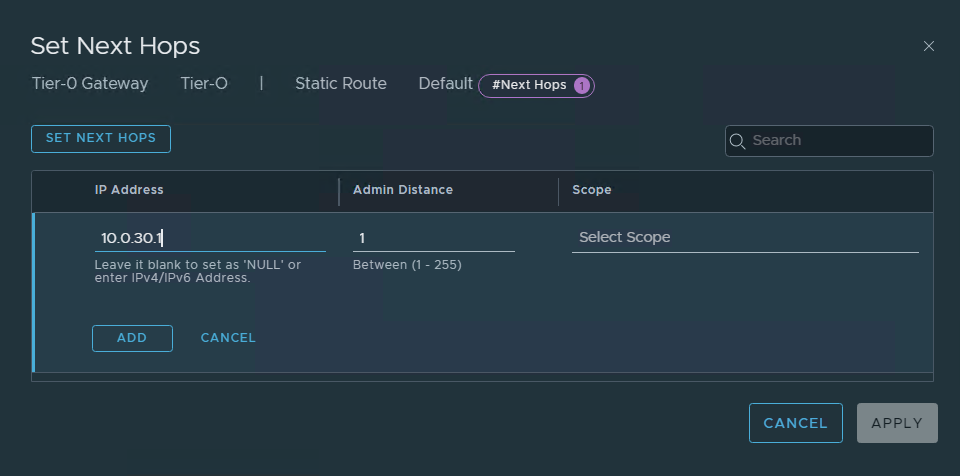 Set Next Hops
Tier-0 Gateway Tier-O | Static Route Default #Next Hops 1
SET NEXT HOPS
Search
IP Address Admin Distance Scope
10.0.30.1 1 Select Scope
Leave it blank to set as 'NULL' or Between (1 - 255)
enter IPv4/IPv6 Address.
ADD CANCEL
CANCEL APPLY